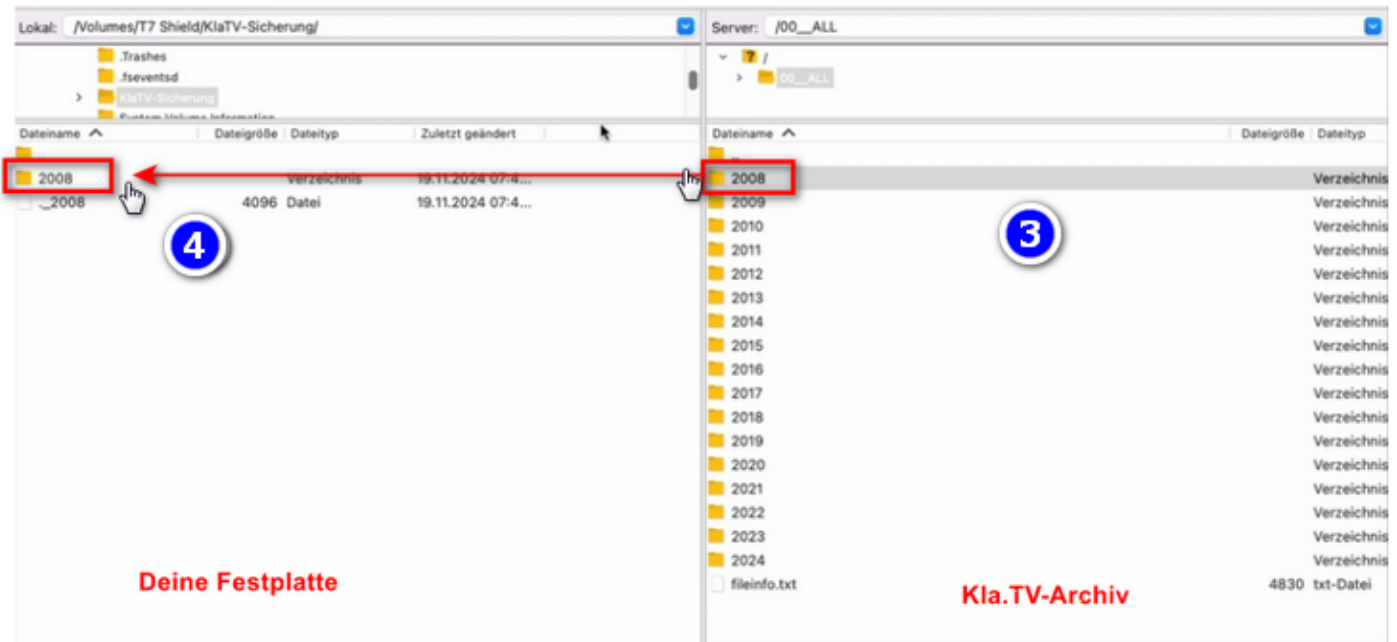 Lokal: /Volumes/T7 Shield/KlaTV-Sicherung/
.Trashes
.fseventsd
KlaTV-Sicherung
System Volume Information
Dateiname Dateigröße Dateityp Zuletzt geändert
..
2008 Verzeichnis 19.11.2024 07:4...
._2008 4096 Datei 19.11.2024 07:4...
4
Deine Festplatte
Server: /00__ALL
/
00__ALL
Dateiname Dateigröße Dateityp
..
2008 Verzeichnis
2009 Verzeichnis
2010 Verzeichnis
2011 Verzeichnis
2012 Verzeichnis
2013 Verzeichnis
2014 Verzeichnis
2015 Verzeichnis
2016 Verzeichnis
2017 Verzeichnis
2018 Verzeichnis
2019 Verzeichnis
2020 Verzeichnis
2021 Verzeichnis
2022 Verzeichnis
2023 Verzeichnis
2024 Verzeichnis
fileinfo.txt 4830 txt-Datei
3
Kla.TV-Archiv